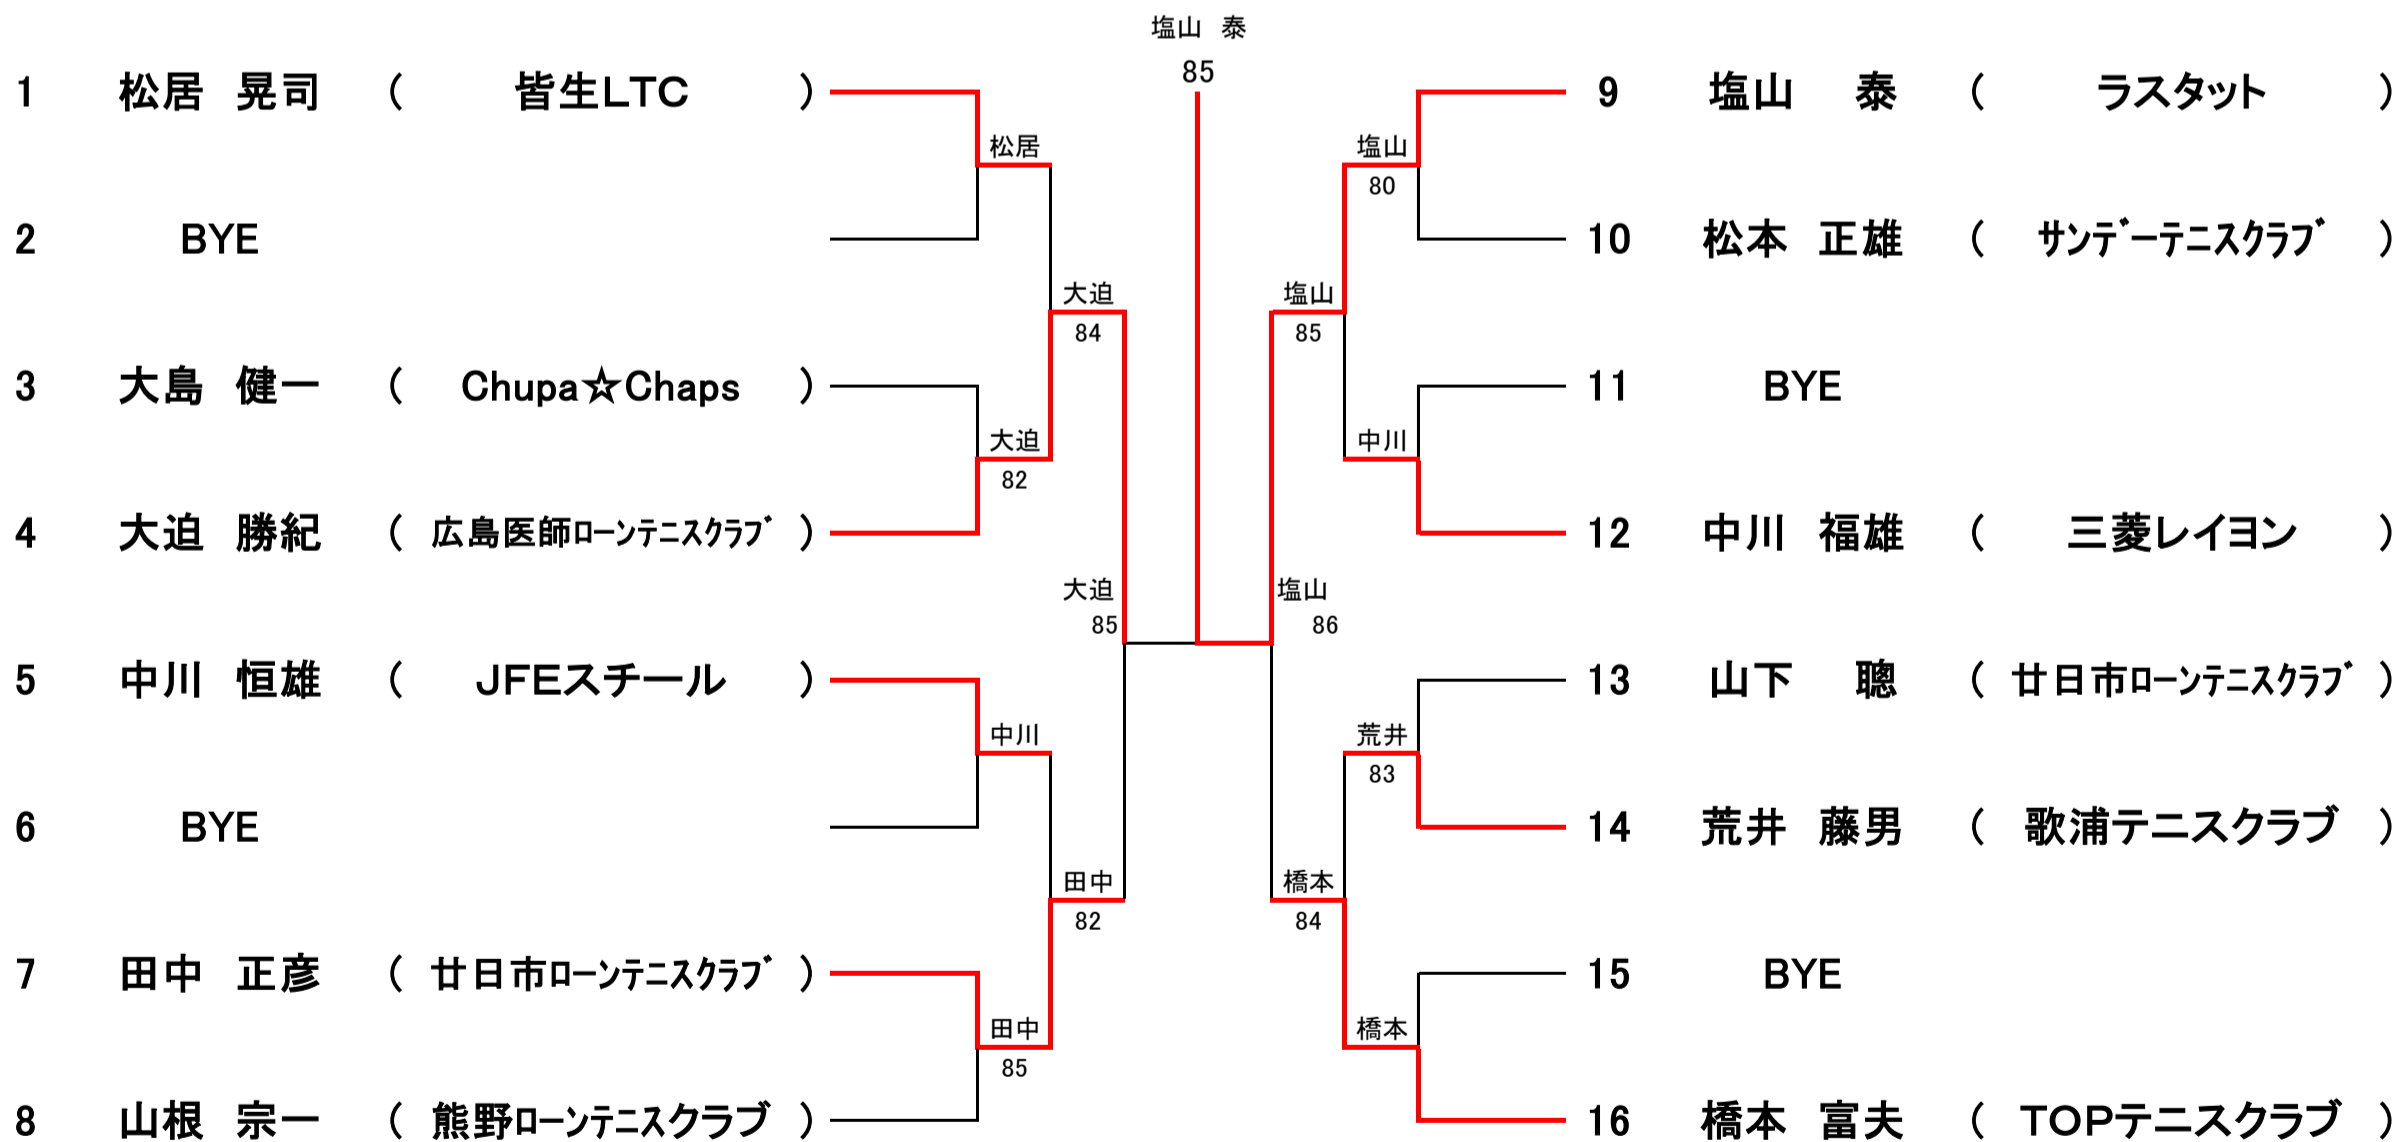 塩山 泰
85
1 松居 晃司 ( 皆生LTC )
2 BYE
3 大島 健一 ( Chupa☆Chaps )
4 大迫 勝紀 ( 広島医師ﾛｰﾝﾃﾆｽｸﾗﾌﾞ )
5 中川 恒雄 ( JFEスチール )
6 BYE
7 田中 正彦 ( 廿日市ﾛｰﾝﾃﾆｽｸﾗﾌﾞ )
8 山根 宗一 ( 熊野ﾛｰﾝﾃﾆｽクラブ )
松居
大迫
82
中川
田中
85
大迫
84
田中
82
大迫
85
塩山
86
塩山
85
橋本
84
塩山
80
中川
荒井
83
橋本
9 塩山 泰 ( ラスタット )
10 松本 正雄 ( ｻﾝﾃﾞｰﾃﾆｽｸﾗﾌﾞ )
11 BYE
12 中川 福雄 ( 三菱レイヨン )
13 山下 聰 ( 廿日市ﾛｰﾝﾃﾆｽｸﾗﾌﾞ )
14 荒井 藤男 ( 歌浦テニスクラブ )
15 BYE
16 橋本 富夫 ( TOPテニスクラブ )